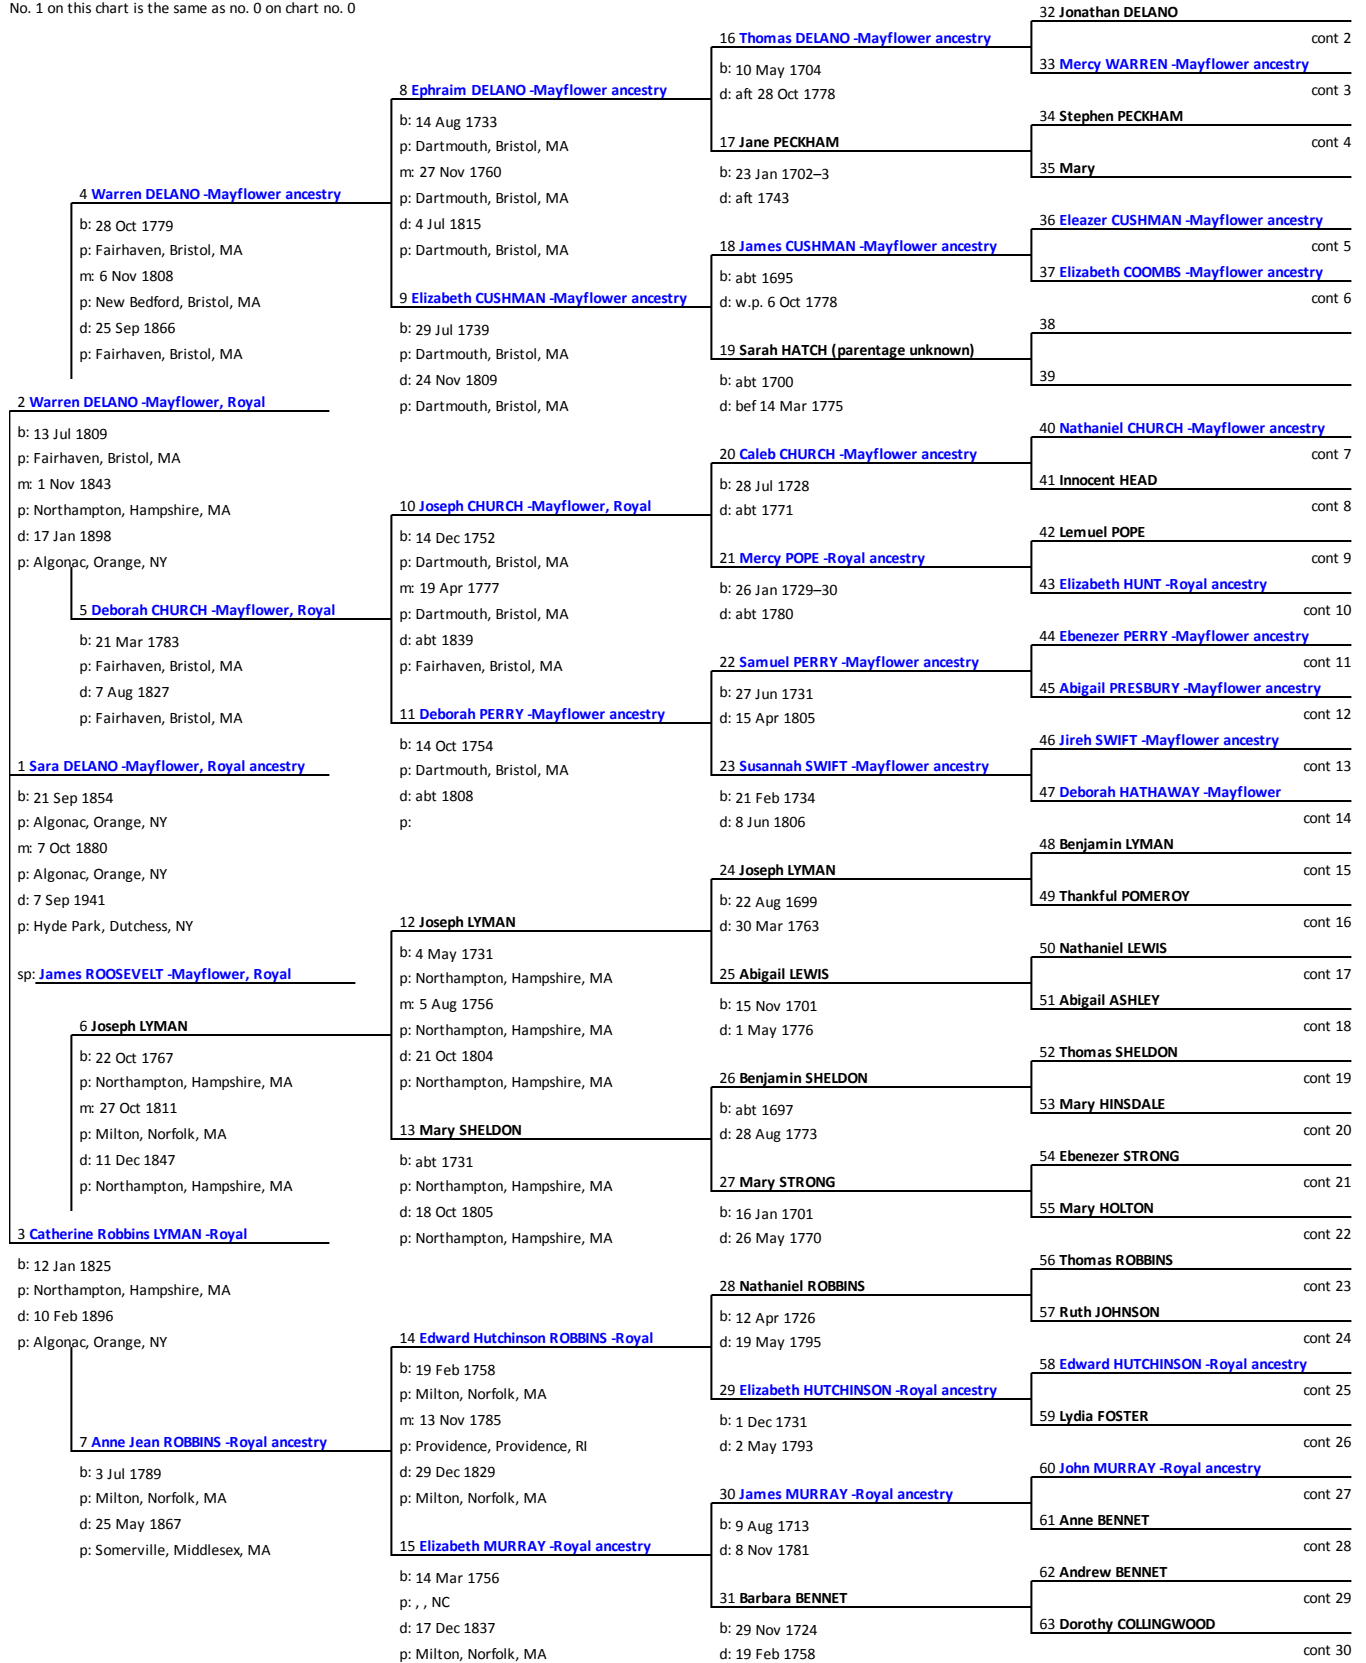 No. 1 on this chart is the same as no. 0 on chart no. 0
4 Warren DELANO -Mayflower ancestry
b: 28 Oct 1779
p: Fairhaven, Bristol, MA
m: 6 Nov 1808
p: New Bedford, Bristol, MA
d: 25 Sep 1866
p: Fairhaven, Bristol, MA
2 Warren DELANO -Mayflower, Royal
b: 13 Jul 1809
p: Fairhaven, Bristol, MA
m: 1 Nov 1843
p: Northampton, Hampshire, MA
d: 17 Jan 1898
p: Algonac, Orange, NY
5 Deborah CHURCH -Mayflower, Royal
b: 21 Mar 1783
p: Fairhaven, Bristol, MA
d: 7 Aug 1827
p: Fairhaven, Bristol, MA
1 Sara DELANO -Mayflower, Royal ancestry
b: 21 Sep 1854
p: Algonac, Orange, NY
m: 7 Oct 1880
p: Algonac, Orange, NY
d: 7 Sep 1941
p: Hyde Park, Dutchess, NY
sp: James ROOSEVELT -Mayflower, Royal
6 Joseph LYMAN
b: 22 Oct 1767
p: Northampton, Hampshire, MA
m: 27 Oct 1811
p: Milton, Norfolk, MA
d: 11 Dec 1847
p: Northampton, Hampshire, MA
3 Catherine Robbins LYMAN -Royal
b: 12 Jan 1825
p: Northampton, Hampshire, MA
d: 10 Feb 1896
p: Algonac, Orange, NY
7 Anne Jean ROBBINS -Royal ancestry
b: 3 Jul 1789
p: Milton, Norfolk, MA
d: 25 May 1867
p: Somerville, Middlesex, MA
8 Ephraim DELANO -Mayflower ancestry
b: 14 Aug 1733
p: Dartmouth, Bristol, MA
m: 27 Nov 1760
p: Dartmouth, Bristol, MA
d: 4 Jul 1815
p: Dartmouth, Bristol, MA
9 Elizabeth CUSHMAN -Mayflower ancestry
b: 29 Jul 1739
p: Dartmouth, Bristol, MA
d: 24 Nov 1809
p: Dartmouth, Bristol, MA
10 Joseph CHURCH -Mayflower, Royal
b: 14 Dec 1752
p: Dartmouth, Bristol, MA
m: 19 Apr 1777
p: Dartmouth, Bristol, MA
d: abt 1839
p: Fairhaven, Bristol, MA
11 Deborah PERRY -Mayflower ancestry
b: 14 Oct 1754
p: Dartmouth, Bristol, MA
d: abt 1808
p:
12 Joseph LYMAN
b: 4 May 1731
p: Northampton, Hampshire, MA
m: 5 Aug 1756
p: Northampton, Hampshire, MA
d: 21 Oct 1804
p: Northampton, Hampshire, MA
13 Mary SHELDON
b: abt 1731
p: Northampton, Hampshire, MA
d: 18 Oct 1805
p: Northampton, Hampshire, MA
14 Edward Hutchinson ROBBINS -Royal
b: 19 Feb 1758
p: Milton, Norfolk, MA
m: 13 Nov 1785
p: Providence, Providence, RI
d: 29 Dec 1829
p: Milton, Norfolk, MA
15 Elizabeth MURRAY -Royal ancestry
b: 14 Mar 1756
p: , , NC
d: 17 Dec 1837
p: Milton, Norfolk, MA
16 Thomas DELANO -Mayflower ancestry
b: 10 May 1704
d: aft 28 Oct 1778
17 Jane PECKHAM
b: 23 Jan 1702–3
d: aft 1743
18 James CUSHMAN -Mayflower ancestry
b: abt 1695
d: w.p. 6 Oct 1778
19 Sarah HATCH (parentage unknown)
b: abt 1700
d: bef 14 Mar 1775
20 Caleb CHURCH -Mayflower ancestry
b: 28 Jul 1728
d: abt 1771
21 Mercy POPE -Royal ancestry
b: 26 Jan 1729–30
d: abt 1780
22 Samuel PERRY -Mayflower ancestry
b: 27 Jun 1731
d: 15 Apr 1805
23 Susannah SWIFT -Mayflower ancestry
b: 21 Feb 1734
d: 8 Jun 1806
24 Joseph LYMAN
b: 22 Aug 1699
d: 30 Mar 1763
25 Abigail LEWIS
b: 15 Nov 1701
d: 1 May 1776
26 Benjamin SHELDON
b: abt 1697
d: 28 Aug 1773
27 Mary STRONG
b: 16 Jan 1701
d: 26 May 1770
28 Nathaniel ROBBINS
b: 12 Apr 1726
d: 19 May 1795
29 Elizabeth HUTCHINSON -Royal ancestry
b: 1 Dec 1731
d: 2 May 1793
30 James MURRAY -Royal ancestry
b: 9 Aug 1713
d: 8 Nov 1781
31 Barbara BENNET
b: 29 Nov 1724
d: 19 Feb 1758
32 Jonathan DELANO
cont 2
33 Mercy WARREN -Mayflower ancestry
cont 3
34 Stephen PECKHAM
cont 4
35 Mary
36 Eleazer CUSHMAN -Mayflower ancestry
cont 5
37 Elizabeth COOMBS -Mayflower ancestry
cont 6
38
39
40 Nathaniel CHURCH -Mayflower ancestry
cont 7
41 Innocent HEAD
cont 8
42 Lemuel POPE
cont 9
43 Elizabeth HUNT -Royal ancestry
cont 10
44 Ebenezer PERRY -Mayflower ancestry
cont 11
45 Abigail PRESBURY -Mayflower ancestry
cont 12
46 Jireh SWIFT -Mayflower ancestry
cont 13
47 Deborah HATHAWAY -Mayflower
cont 14
48 Benjamin LYMAN
cont 15
49 Thankful POMEROY
cont 16
50 Nathaniel LEWIS
cont 17
51 Abigail ASHLEY
cont 18
52 Thomas SHELDON
cont 19
53 Mary HINSDALE
cont 20
54 Ebenezer STRONG
cont 21
55 Mary HOLTON
cont 22
56 Thomas ROBBINS
cont 23
57 Ruth JOHNSON
cont 24
58 Edward HUTCHINSON -Royal ancestry
cont 25
59 Lydia FOSTER
cont 26
60 John MURRAY -Royal ancestry
cont 27
61 Anne BENNET
cont 28
62 Andrew BENNET
cont 29
63 Dorothy COLLINGWOOD
cont 30